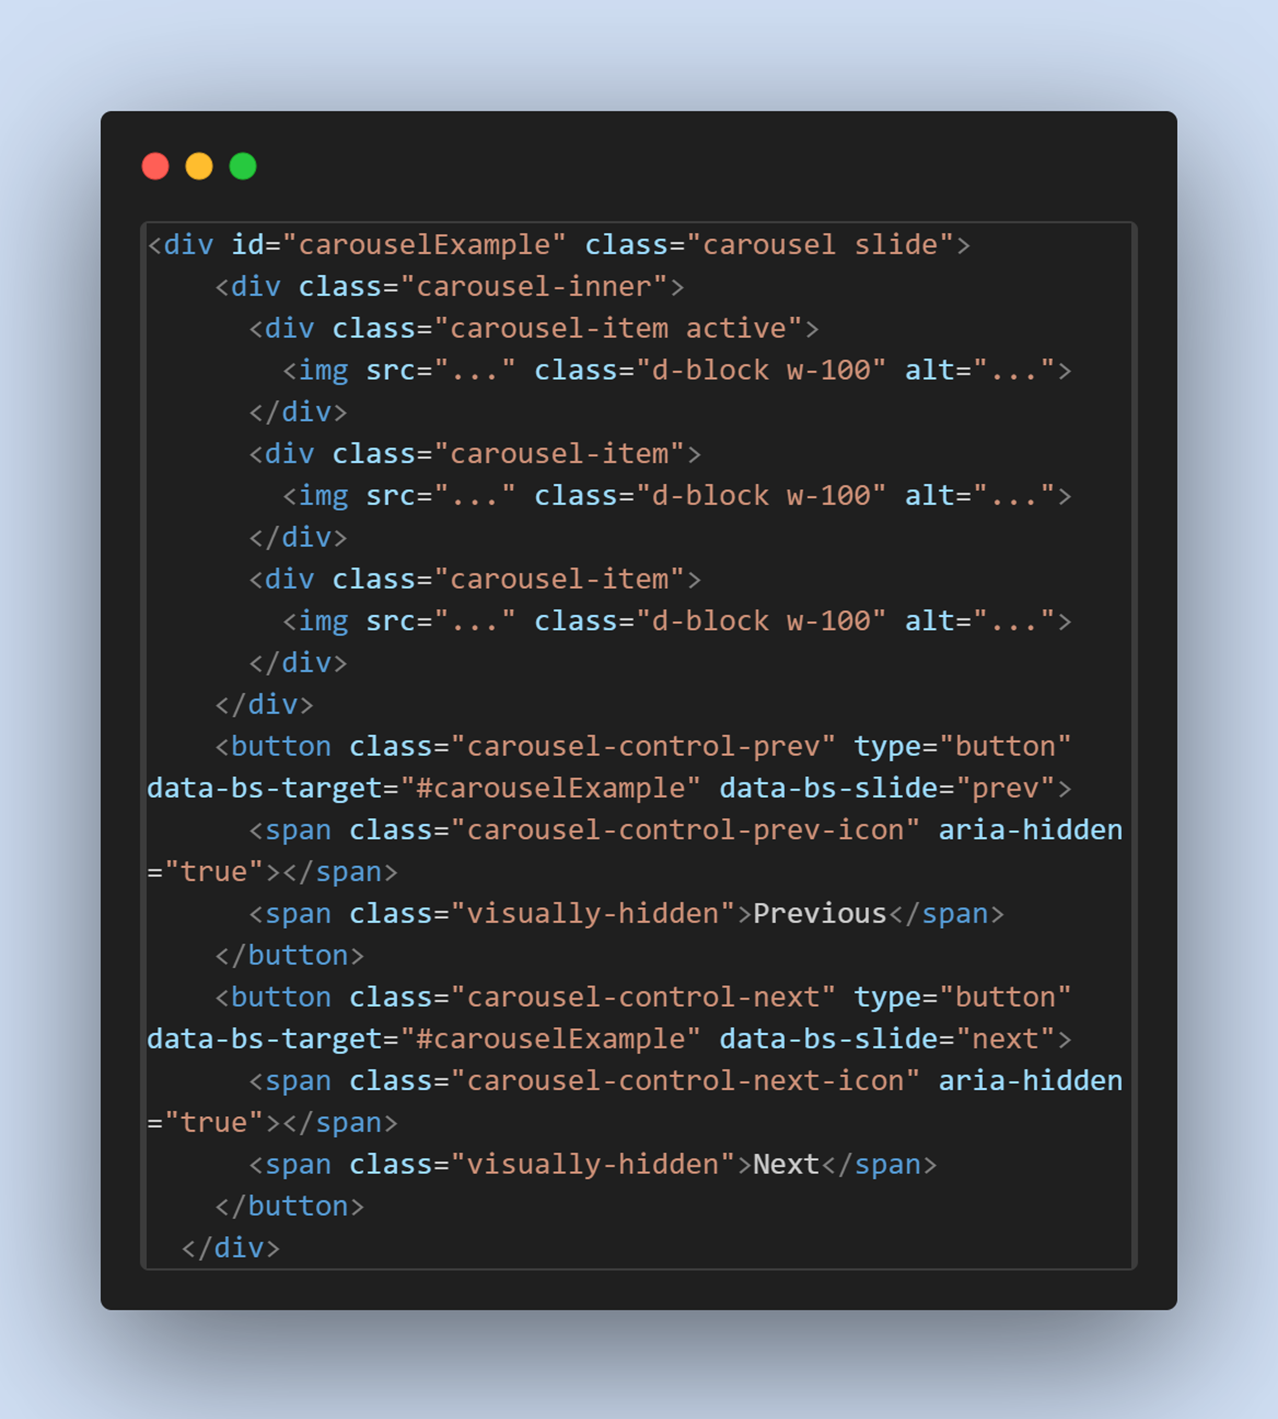 <div id="carouselExample" class="carousel slide">
    <div class="carousel-inner">
      <div class="carousel-item active">
        <img src="..." class="d-block w-100" alt="...">
      </div>
      <div class="carousel-item">
        <img src="..." class="d-block w-100" alt="...">
      </div>
      <div class="carousel-item">
        <img src="..." class="d-block w-100" alt="...">
      </div>
    </div>
    <button class="carousel-control-prev" type="button"
data-bs-target="#carouselExample" data-bs-slide="prev">
      <span class="carousel-control-prev-icon" aria-hidden
="true"></span>
      <span class="visually-hidden">Previous</span>
    </button>
    <button class="carousel-control-next" type="button"
data-bs-target="#carouselExample" data-bs-slide="next">
      <span class="carousel-control-next-icon" aria-hidden
="true"></span>
      <span class="visually-hidden">Next</span>
    </button>
  </div>